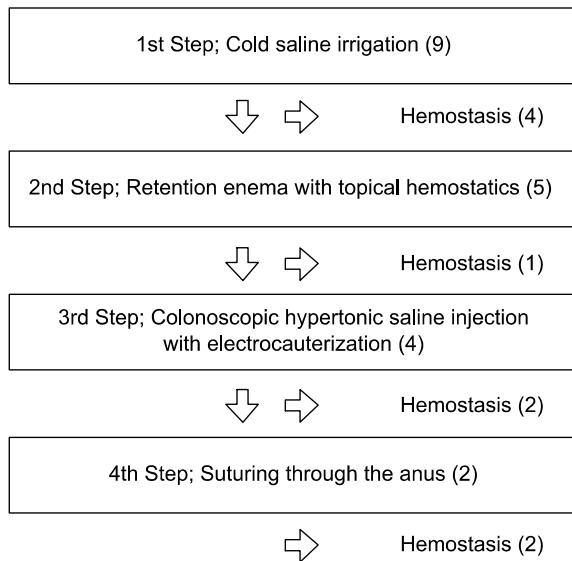 1st Step; Cold saline irrigation (9)
Hemostasis (4)
2nd Step; Retention enema with topical hemostatics (5)
Hemostasis (1)
3rd Step; Colonoscopic hypertonic saline injection
with electrocauterization (4)
Hemostasis (2)
4th Step; Suturing through the anus (2)
Hemostasis (2)